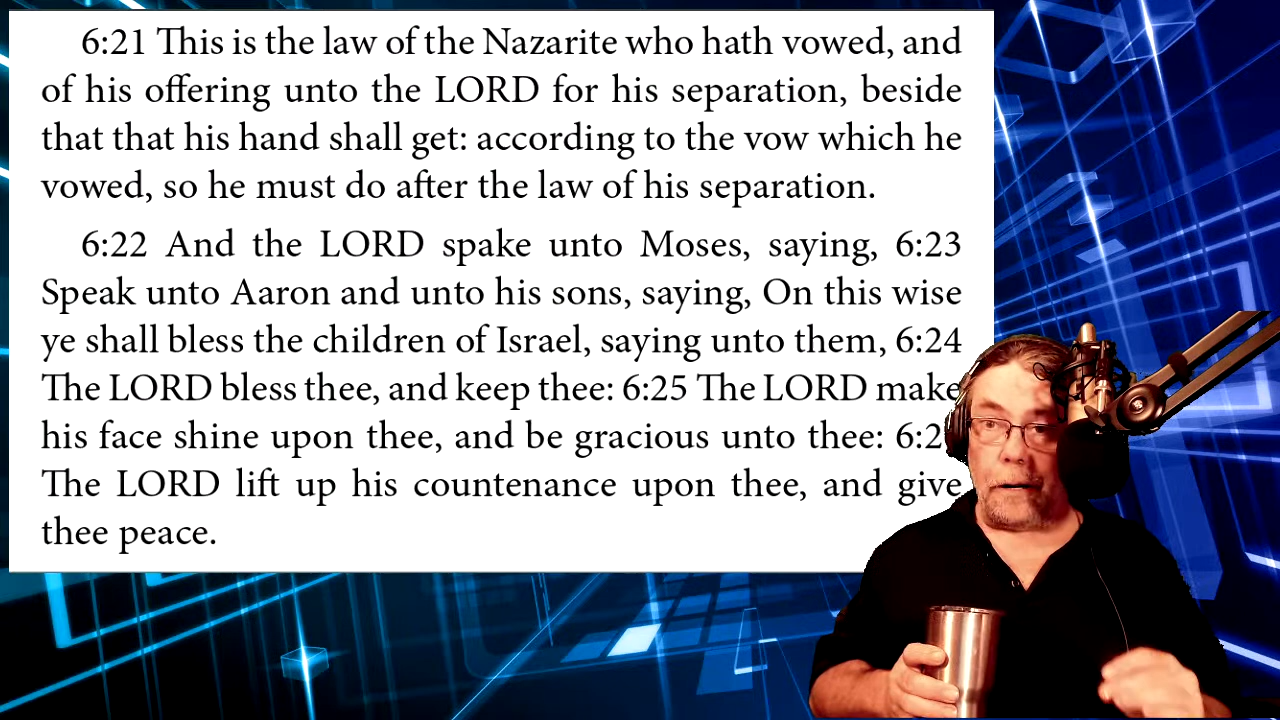 6:21 This is the law of the Nazarite who hath vowed, and
of his offering unto the LORD for his separation, beside
that that his hand shall get: according to the vow which he
vowed, so he must do after the law of his separation.
6:22 And the LORD spake unto Moses, saying, 6:23
Speak unto Aaron and unto his sons, saying, On this wise
ye shall bless the children of Israel, saying unto them, 6:24
The LORD bless thee, and keep thee: 6:25 The LORD make
his face shine upon thee, and be gracious unto thee:
The LORD lift up his countenance upon thee, and give
thee peace.